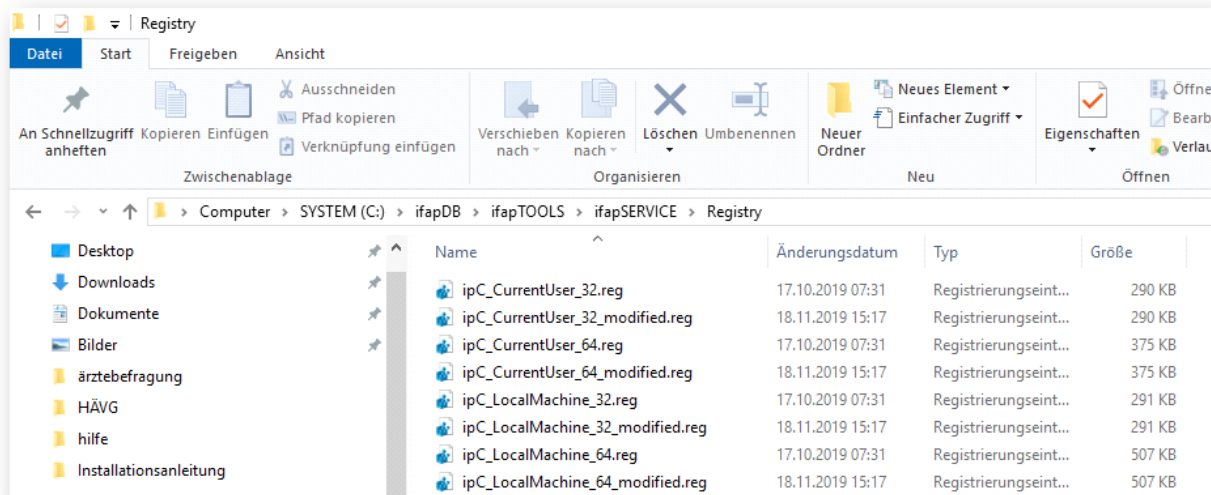 Registry
Datei Start Freigeben Ansicht
Ausschneiden
Pfad kopieren
Verknüpfung einfügen
An Schnellzugriff anheften
Kopieren
Einfügen
Zwischenablage
Verschieben nach
Kopieren nach
Löschen
Umbenennen
Organisieren
Neuer Ordner
Neues Element
Einfacher Zugriff
Neu
Eigenschaften
Öffne
Bearb
Verlau
Öffnen
Computer > SYSTEM (C:) > ifapDB > ifapTOOLS > ifapSERVICE > Registry
Desktop
Downloads
Dokumente
Bilder
ärztebefragung
HÄVG
hilfe
Installationsanleitung
Name Änderungsdatum Typ Größe
ipC_CurrentUser_32.reg 17.10.2019 07:31 Registrierungseint... 290 KB
ipC_CurrentUser_32_modified.reg 18.11.2019 15:17 Registrierungseint... 290 KB
ipC_CurrentUser_64.reg 17.10.2019 07:31 Registrierungseint... 375 KB
ipC_CurrentUser_64_modified.reg 18.11.2019 15:17 Registrierungseint... 375 KB
ipC_LocalMachine_32.reg 17.10.2019 07:31 Registrierungseint... 291 KB
ipC_LocalMachine_32_modified.reg 18.11.2019 15:17 Registrierungseint... 291 KB
ipC_LocalMachine_64.reg 17.10.2019 07:31 Registrierungseint... 507 KB
ipC_LocalMachine_64_modified.reg 18.11.2019 15:17 Registrierungseint... 507 KB